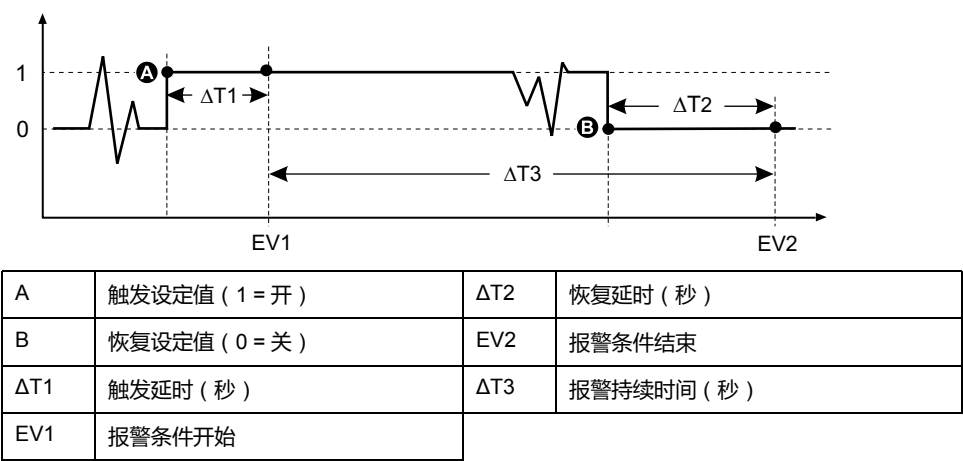 1
A
ΔT1
ΔT2
0
B
ΔT3
EV1
EV2
A 触发设定值（1 = 开） ΔT2 恢复延时（秒）
B 恢复设定值（0 = 关） EV2 报警条件结束
ΔT1 触发延时（秒） ΔT3 报警持续时间（秒）
EV1 报警条件开始